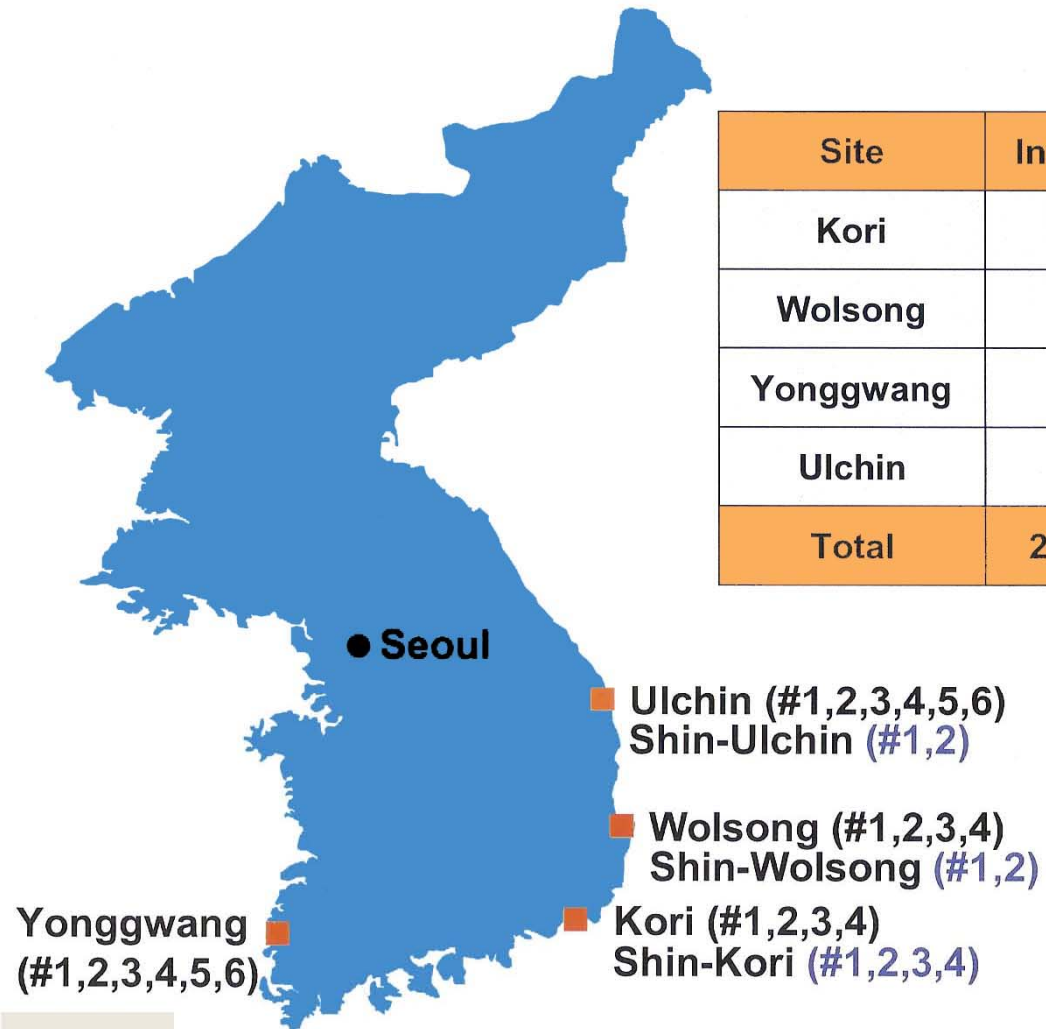 Site In
Kori
Wolsong
Yonggwang
Ulchin
Total 2
Seoul
Ulchin (#1,2,3,4,5,6)
Shin-Ulchin (#1,2)
Wolsong (#1,2,3,4)
Shin-Wolsong (#1,2)
Kori (#1,2,3,4)
Shin-Kori (#1,2,3,4)
Yonggwang
(#1,2,3,4,5,6)